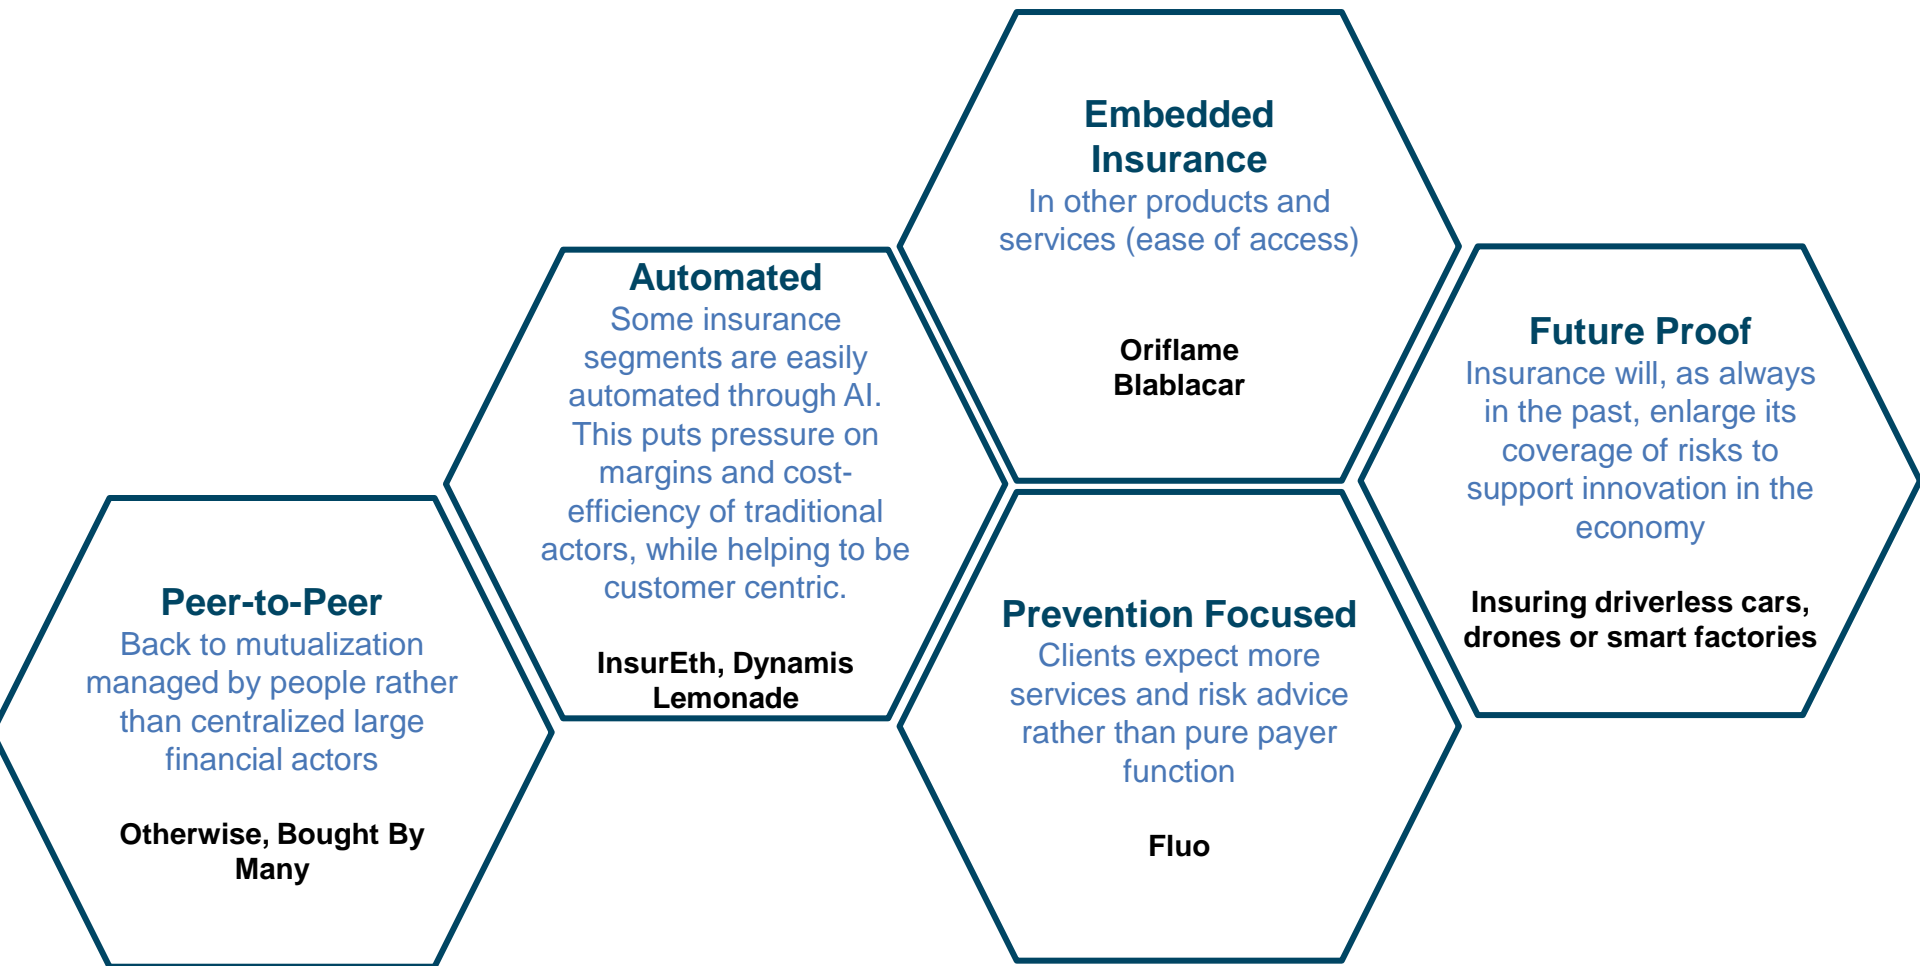 Peer-to-Peer
Back to mutualization
managed by people rather
than centralized large
financial actors
Otherwise, Bought By
Many
Automated
Some insurance
segments are easily
automated through AI.
This puts pressure on
margins and cost-
efficiency of traditional
actors, while helping to be
customer centric.
InsurEth, Dynamis
Lemonade
Embedded
Insurance
In other products and
services (ease of access)
Oriflame
Blablacar
Prevention Focused
Clients expect more
services and risk advice
rather than pure payer
function
Fluo
Future Proof
Insurance will, as always
in the past, enlarge its
coverage of risks to
support innovation in the
economy
Insuring driverless cars,
drones or smart factories